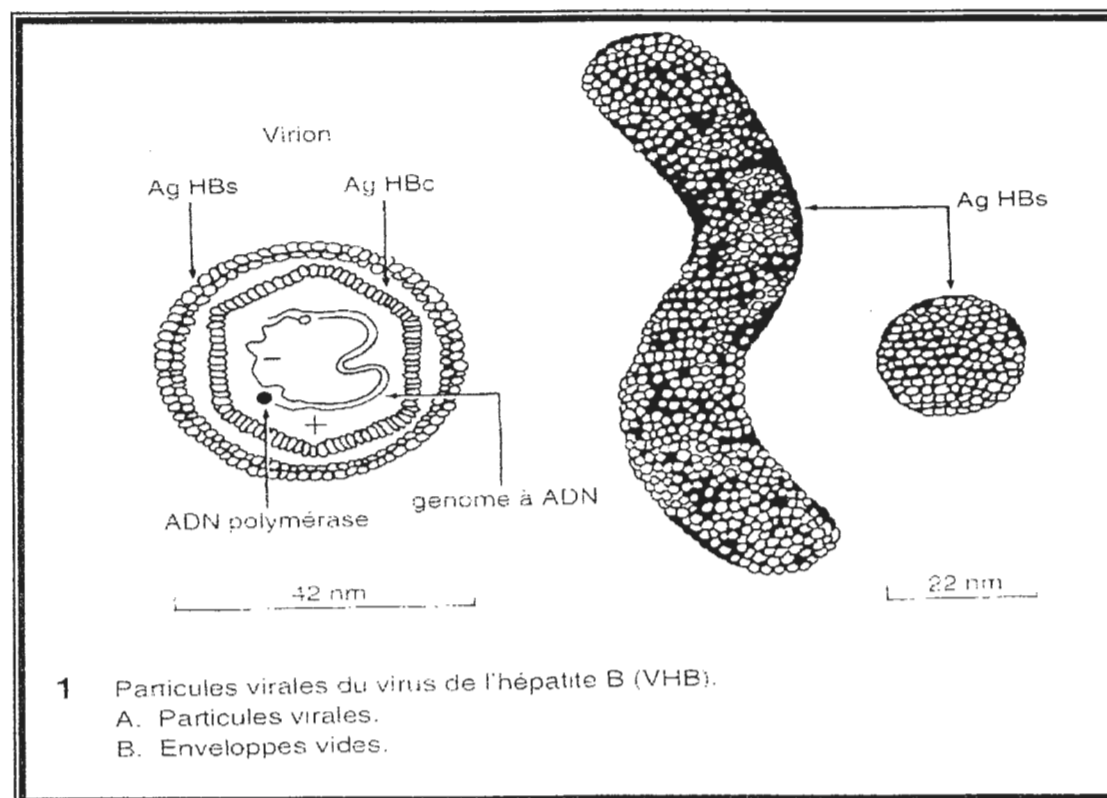 Virion
Ag HBs
Ag HBc
Ag HBs
-
+
ADN polymérase
genome à ADN
42 nm
22 nm
1 Particules virales du virus de l'hépatite B (VHB).
A. Particules virales.
B. Enveloppes vides.